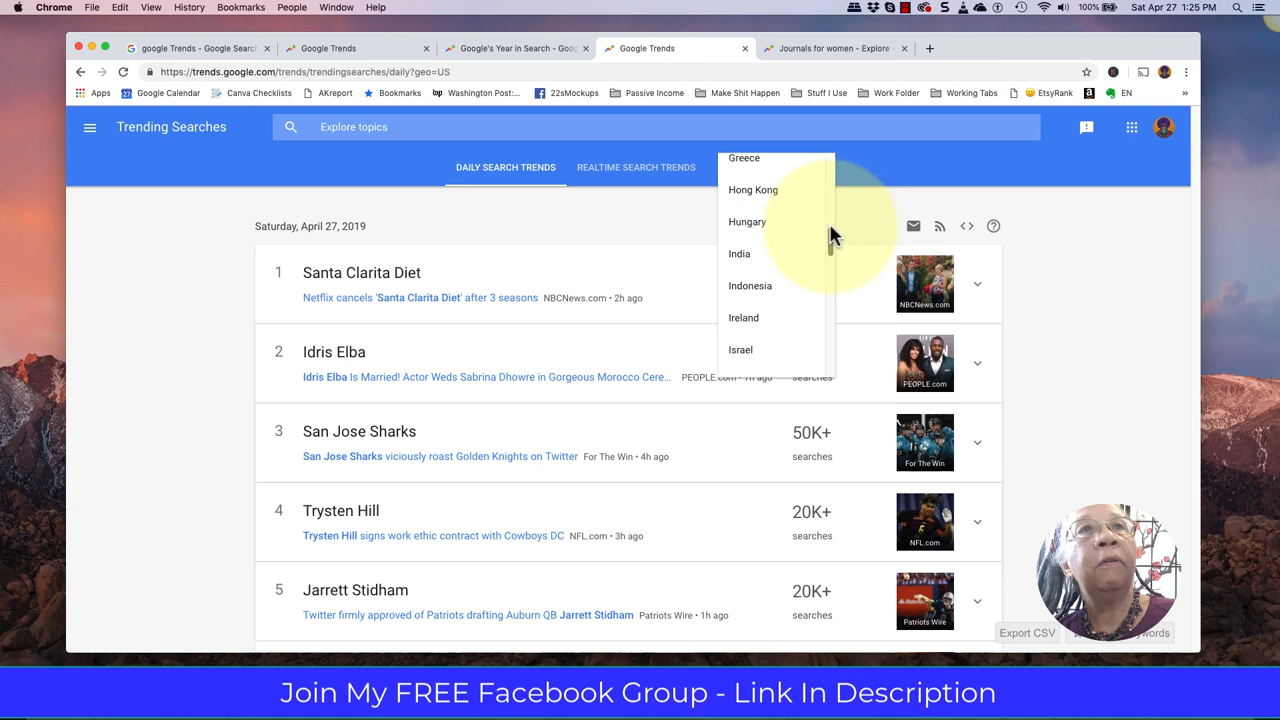 Chrome File Edit View History Bookmarks People Window Help
100% Sat Apr 27 1:25 PM
google Trends - Google Searc
Google Trends
Google's Year in Search - Goog
Google Trends
Journals for women - Explore -
https://trends.google.com/trends/trendingsearches/daily?geo=US
Apps
Google Calendar
Canva Checklists
AKreport
Bookmarks
Washington Post:...
22sMockups
Passive Income
Make Shit Happen
Stuff I Use
Work Folder
Working Tabs
EtsyRank
EN
Trending Searches
Explore topics
DAILY SEARCH TRENDS
REALTIME SEARCH TRENDS
Greece
Hong Kong
Hungary
India
Indonesia
Ireland
Israel
Saturday, April 27, 2019
1 Santa Clarita Diet
Netflix cancels 'Santa Clarita Diet' after 3 seasons NBCNews.com • 2h ago
NBCNews.com
2 Idris Elba
Idris Elba Is Married! Actor Weds Sabrina Dhowre in Gorgeous Morocco Cere... PEOPLE.com • 7h ago
searches
PEOPLE.com
3 San Jose Sharks
San Jose Sharks viciously roast Golden Knights on Twitter For The Win • 4h ago
50K+
searches
For The Win
4 Trysten Hill
Trysten Hill signs work ethic contract with Cowboys DC NFL.com • 3h ago
20K+
searches
NFL.com
5 Jarrett Stidham
Twitter firmly approved of Patriots drafting Auburn QB Jarrett Stidham Patriots Wire • 1h ago
20K+
searches
Patriots Wire
Export CSV
Join My FREE Facebook Group - Link In Description